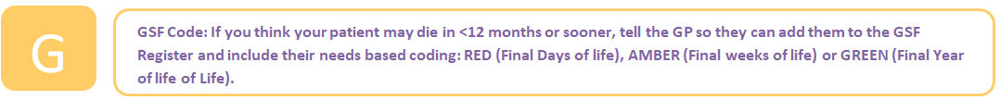 G
GSF Code: If you think your patient may die in <12 months or sooner, tell the GP so they can add them to the GSF
Register and include their needs based coding: RED (Final Days of life), AMBER (Final weeks of life) or GREEN (Final Year
of life of Life).